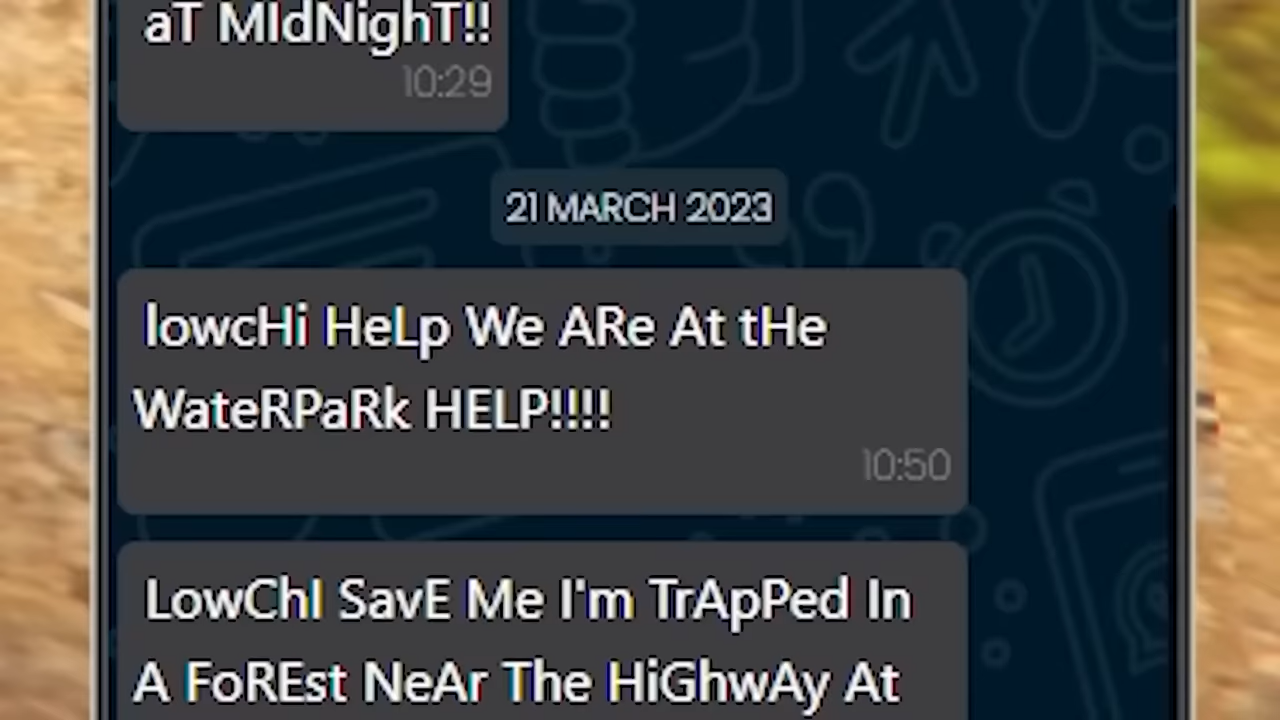 aT MIdNighT!!
10:29
21 MARCH 2023
lowcHi HeLp We ARe At tHe
WateRPaRk HELP!!!!
10:50
LowChI SavE Me I'm TrApPed In
A FoREst NeAr The HiGhwAy At